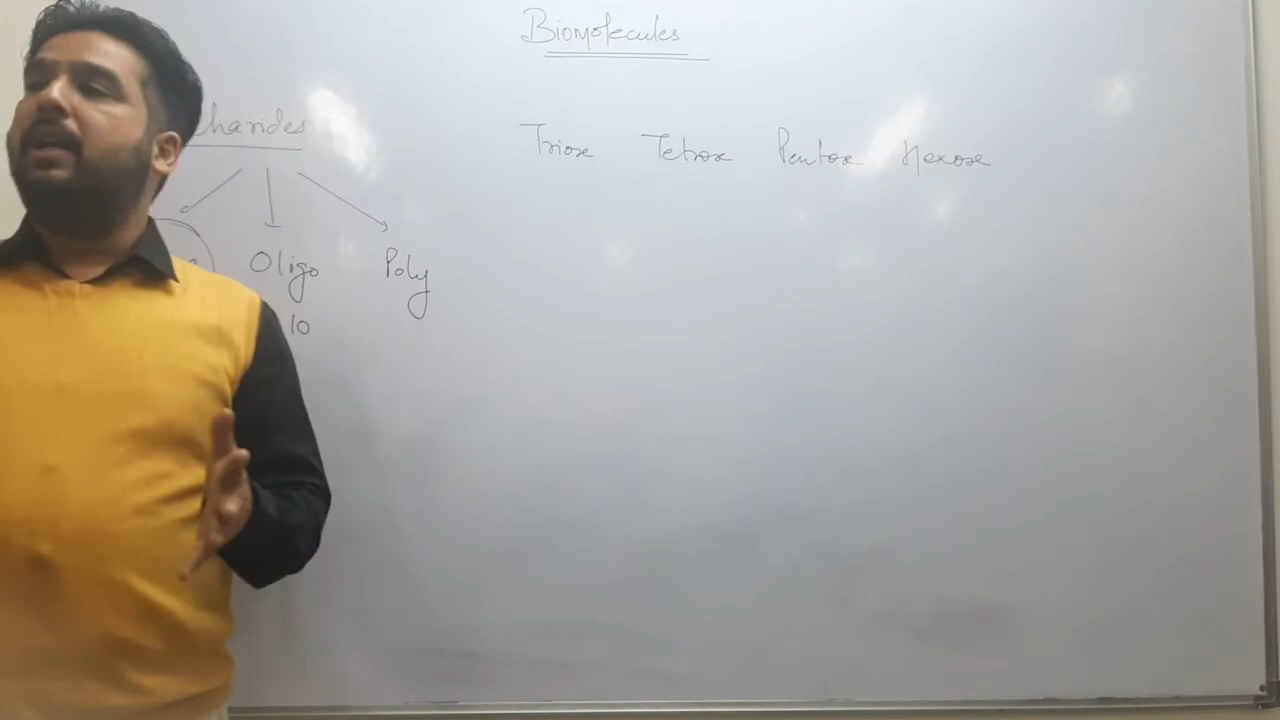 Biomolecules
charides
Triose Tetrose Pentose Hexose
Oligo Poly
10